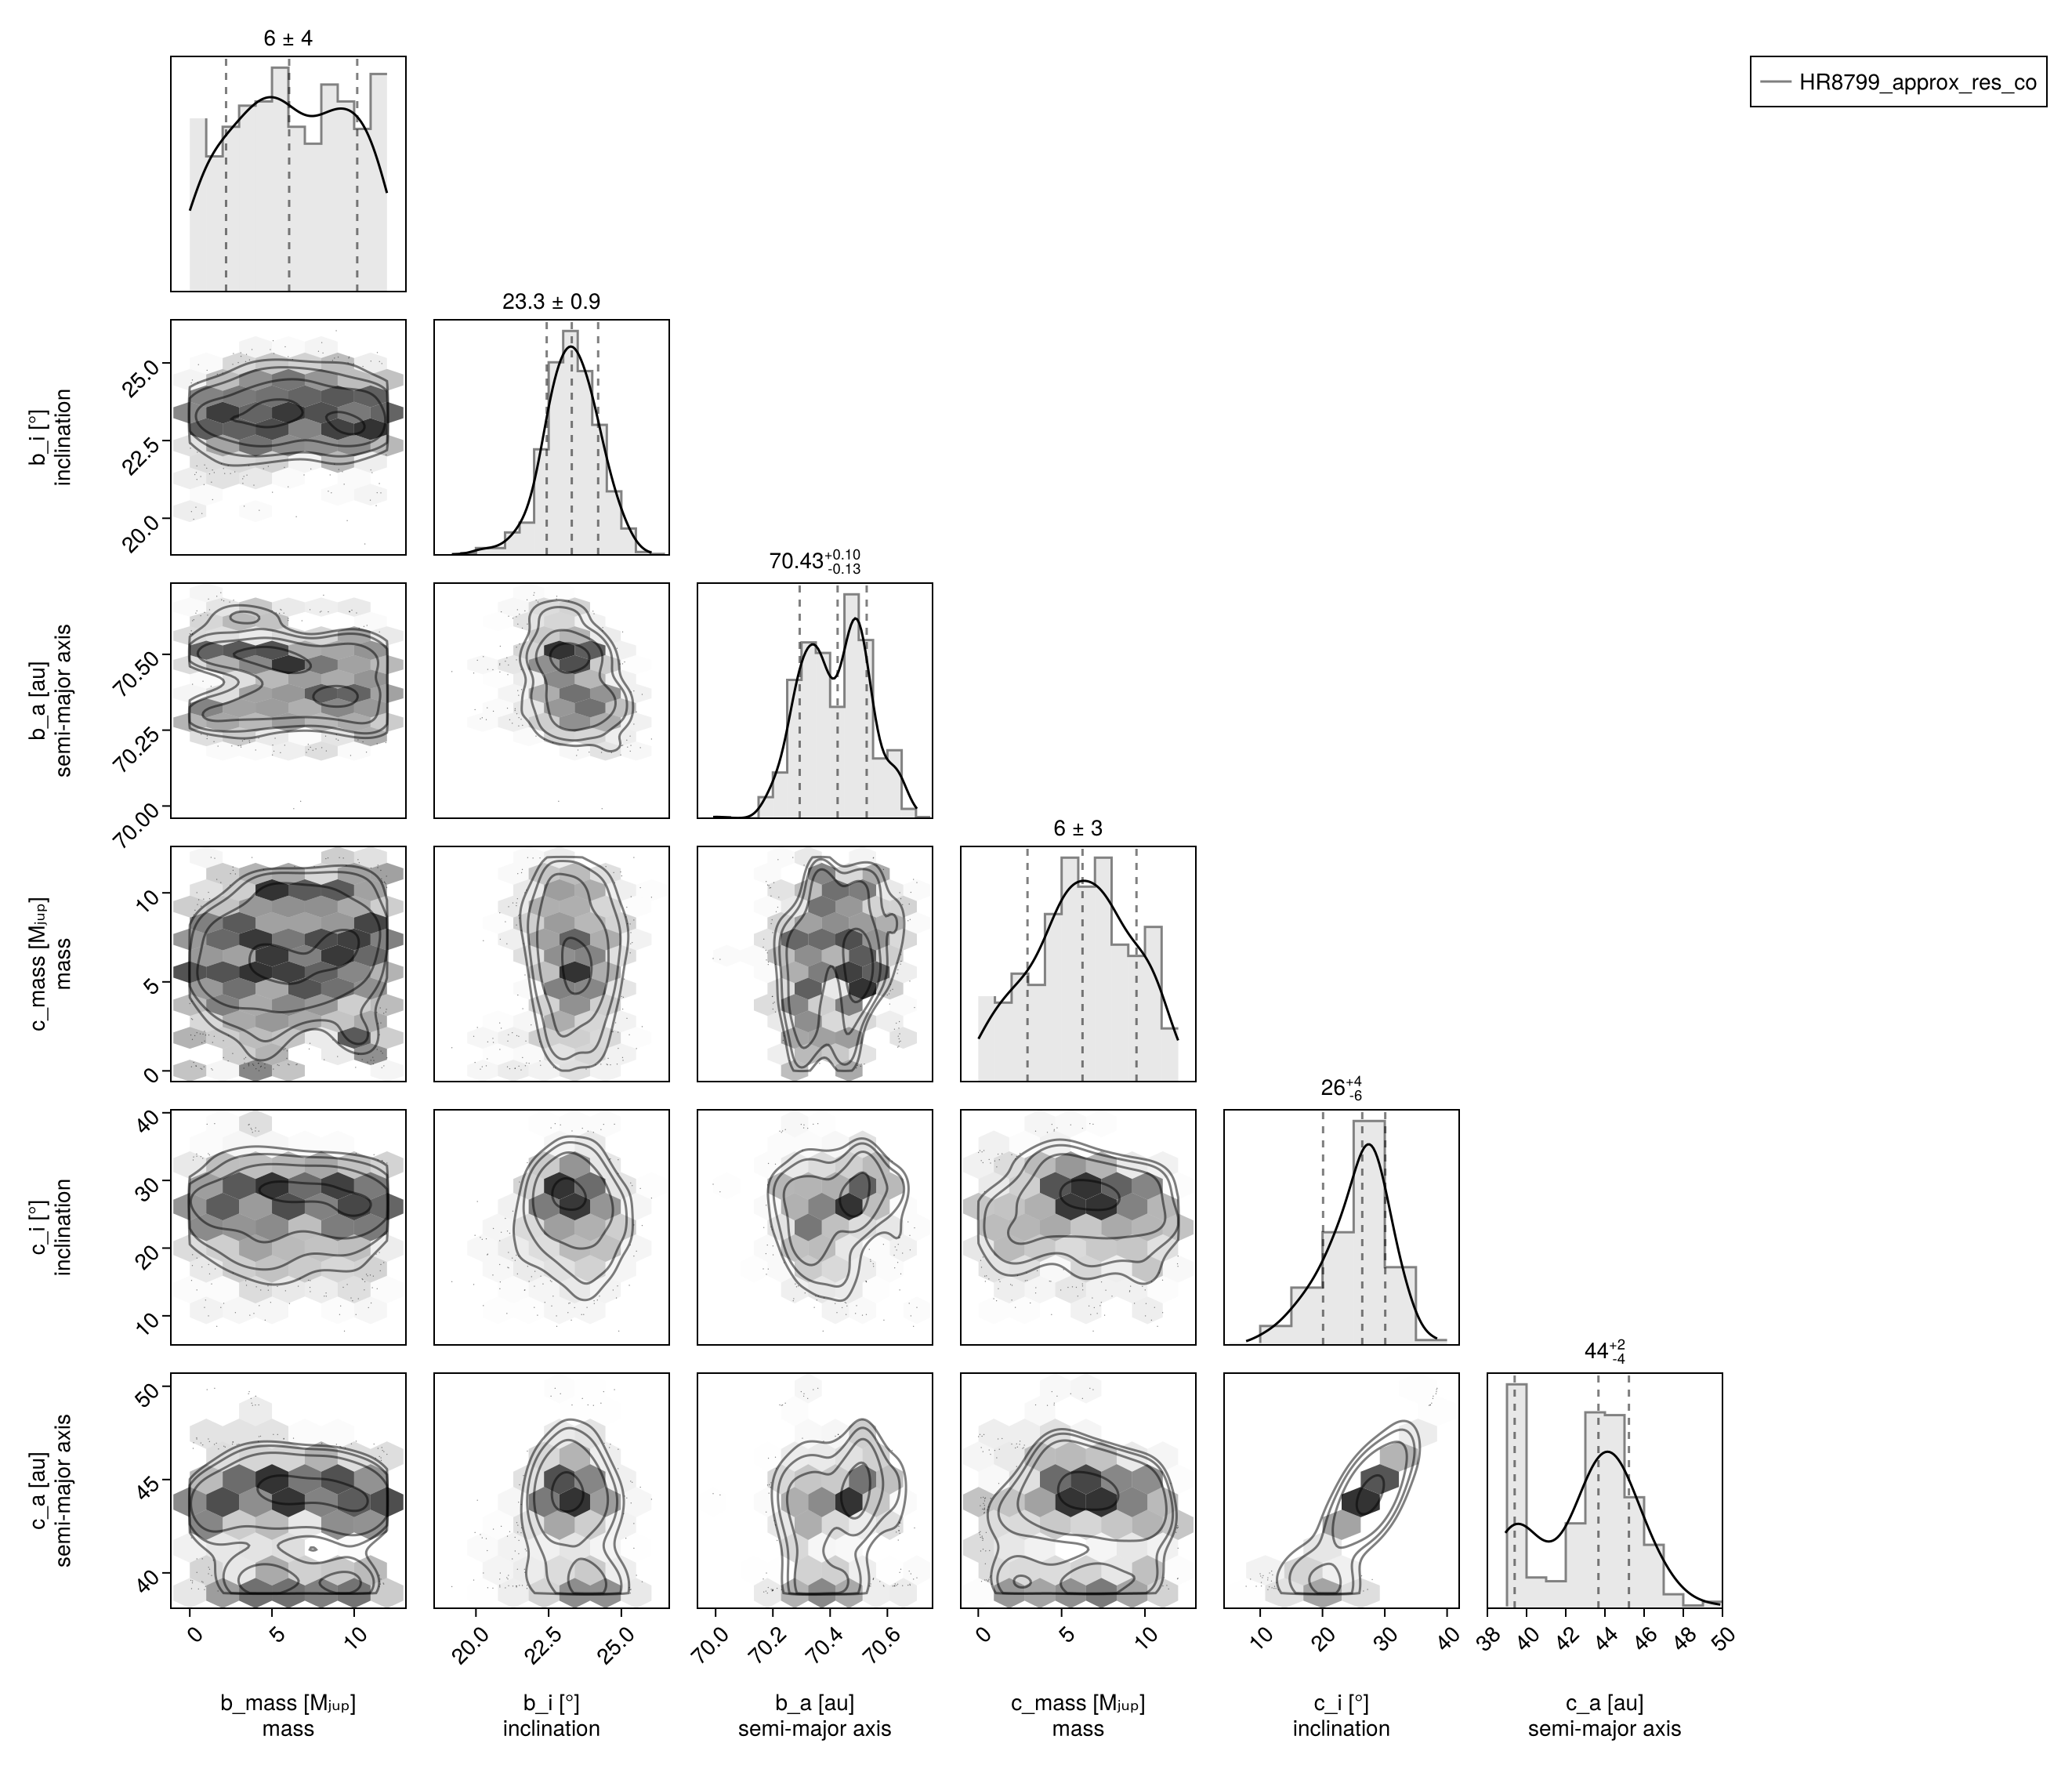 6 ± 4
HR8799_approx_res_co
23.3 ± 0.9
b_i [°]
inclination
25.0
22.5
20.0
70.43 +0.10 -0.13
b_a [au]
semi-major axis
70.50
70.25
70.00
6 ± 3
c_mass [Mⱼᵤₚ]
mass
10
5
0
26 +4 -6
c_i [°]
inclination
40
30
20
10
44 +2 -4
c_a [au]
semi-major axis
50
45
40
0 5 10
20.0 22.5 25.0
70.0 70.2 70.4 70.6
0 5 10
10 20 30 40
38 40 42 44 46 48 50
b_mass [Mⱼᵤₚ]
mass
b_i [°]
inclination
b_a [au]
semi-major axis
c_mass [Mⱼᵤₚ]
mass
c_i [°]
inclination
c_a [au]
semi-major axis